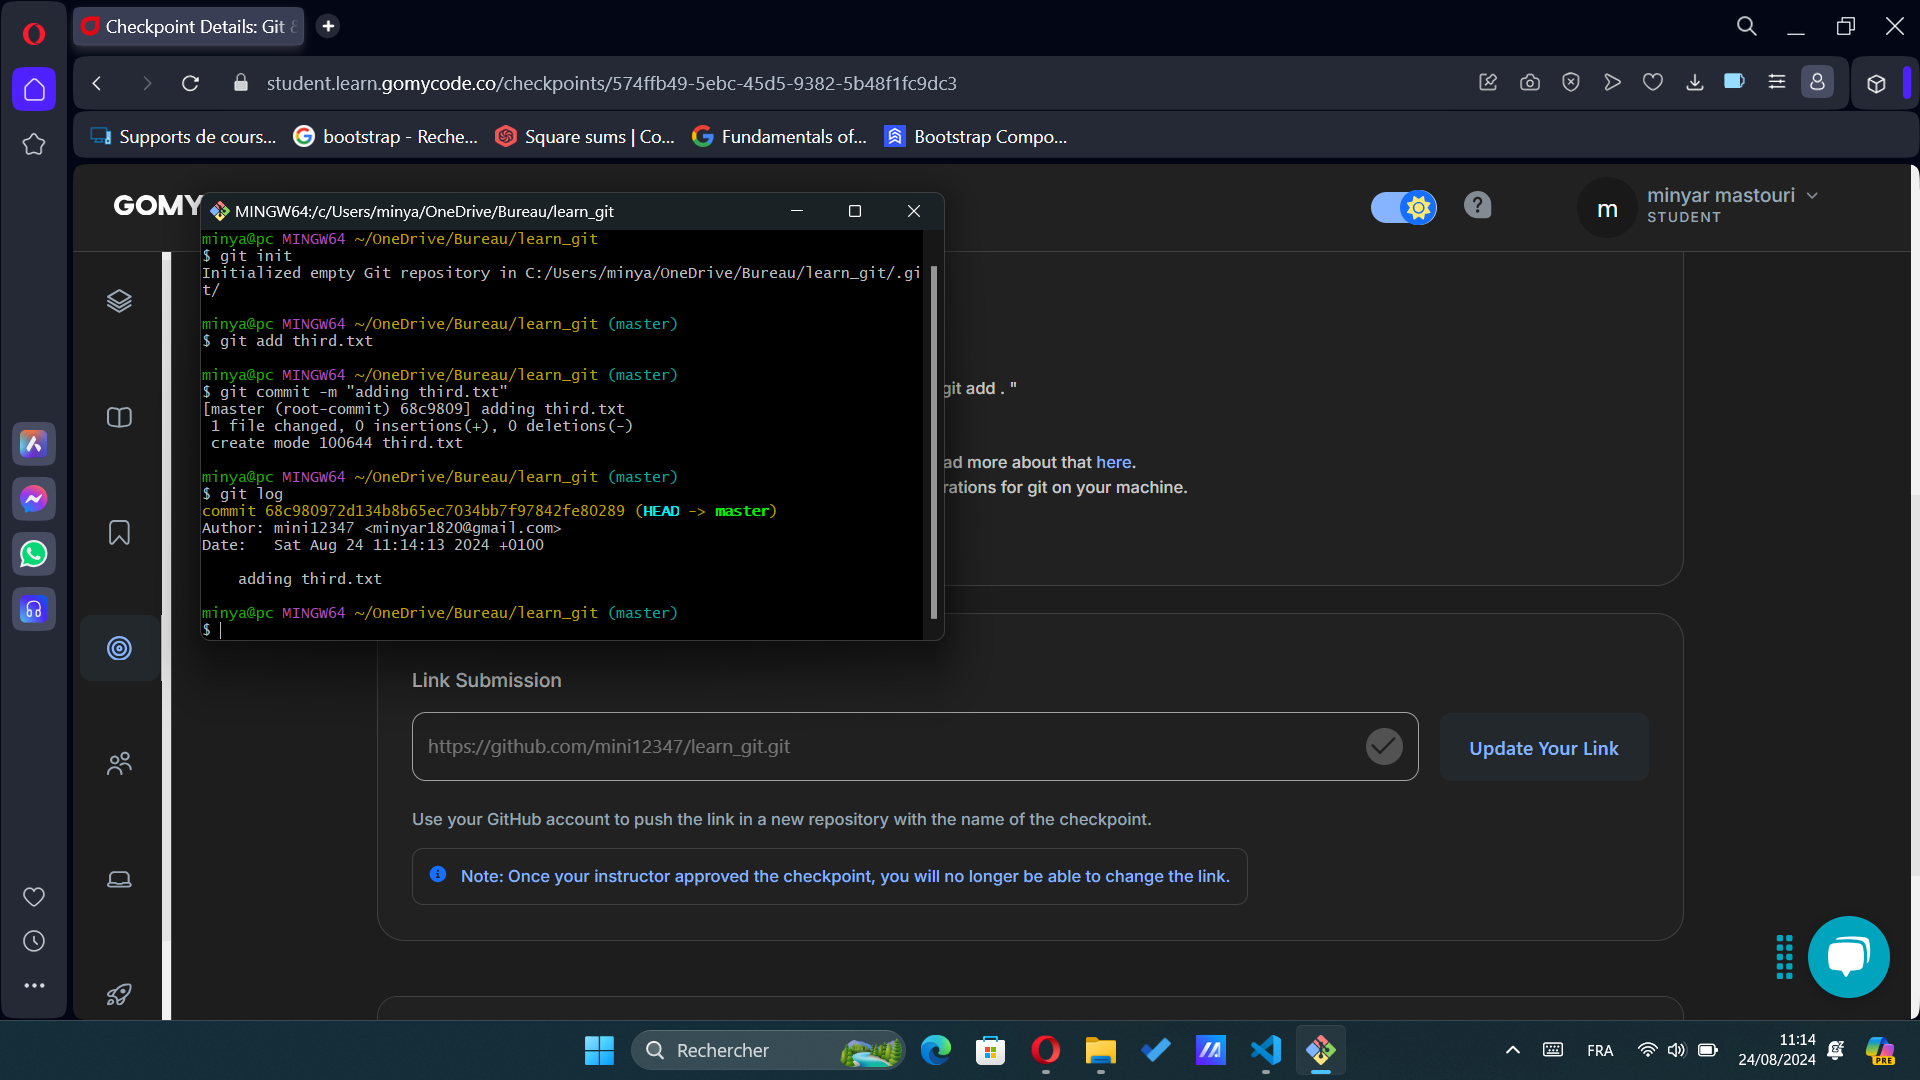 Checkpoint Details: Git &
student.learn.gomycode.co/checkpoints/574ffb49-5ebc-45d5-9382-5b48f1fc9dc3
Supports de cours...
bootstrap - Reche...
Square sums | Co...
Fundamentals of...
Bootstrap Compo...
GOMY
minyar mastouri
STUDENT
m
MINGW64:/c/Users/minya/OneDrive/Bureau/learn_git
minya@pc MINGW64 ~/OneDrive/Bureau/learn_git
$ git init
Initialized empty Git repository in C:/Users/minya/OneDrive/Bureau/learn_git/.gi
t/
minya@pc MINGW64 ~/OneDrive/Bureau/learn_git (master)
$ git add third.txt
minya@pc MINGW64 ~/OneDrive/Bureau/learn_git (master)
$ git commit -m "adding third.txt"
[master (root-commit) 68c9809] adding third.txt
1 file changed, 0 insertions(+), 0 deletions(-)
create mode 100644 third.txt
minya@pc MINGW64 ~/OneDrive/Bureau/learn_git (master)
$ git log
commit 68c980972d134b8b65ec7034bb7f97842fe80289 (HEAD -> master)
Author: mini12347 <minyar1820@gmail.com>
Date:   Sat Aug 24 11:14:13 2024 +0100
adding third.txt
minya@pc MINGW64 ~/OneDrive/Bureau/learn_git (master)
$
git add . "
ad more about that here.
rations for git on your machine.
Link Submission
https://github.com/mini12347/learn_git.git
Update Your Link
Use your GitHub account to push the link in a new repository with the name of the checkpoint.
Note: Once your instructor approved the checkpoint, you will no longer be able to change the link.
Rechercher
FRA
11:14
24/08/2024
PRE